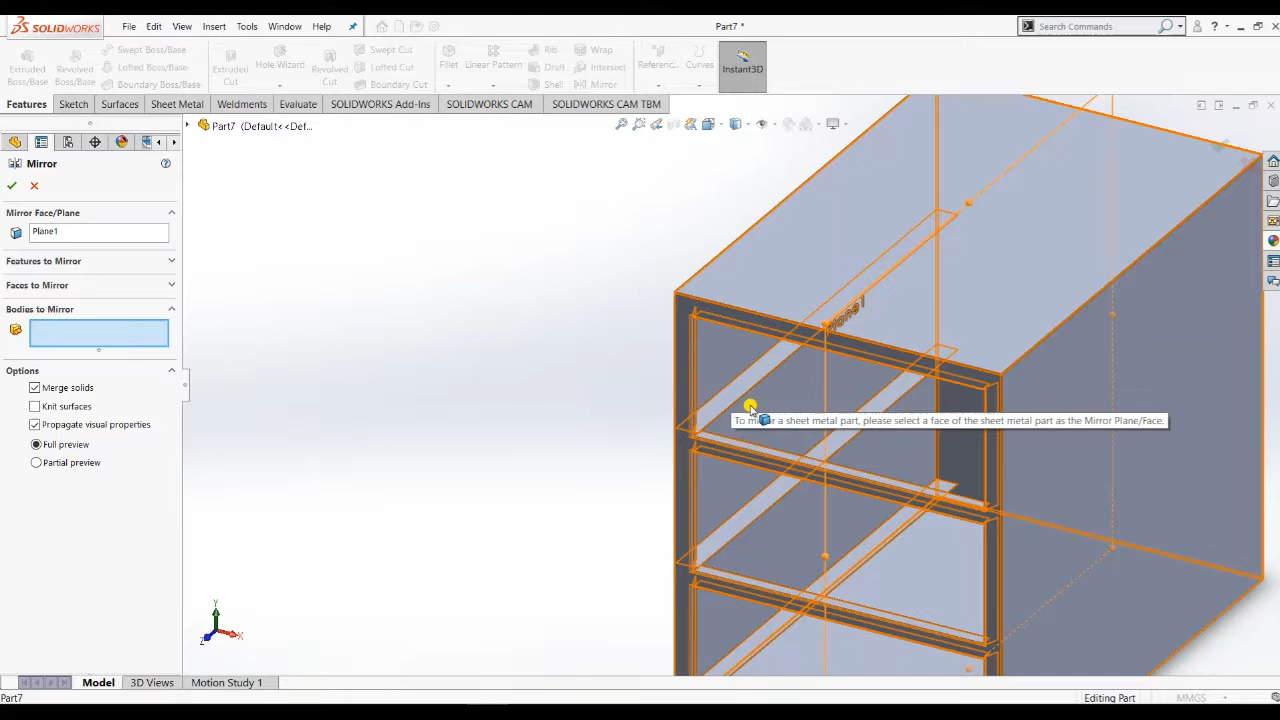 SOLIDWORKS File Edit View Insert Tools Window Help Part7 * Search Commands
Extruded Boss/Base
Revolved Boss/Base
Swept Boss/Base
Lofted Boss/Base
Boundary Boss/Base
Extruded Cut
Hole Wizard
Revolved Cut
Swept Cut
Lofted Cut
Boundary Cut
Fillet
Linear Pattern
Rib
Draft
Shell
Wrap
Intersect
Mirror
Referenc...
Curves
Instant3D
Features Sketch Surfaces Sheet Metal Weldments Evaluate SOLIDWORKS Add-Ins SOLIDWORKS CAM SOLIDWORKS CAM TBM
Part7 (Default<<Def...
Mirror
Mirror Face/Plane
Plane1
Features to Mirror
Faces to Mirror
Bodies to Mirror
Options
Merge solids
Knit surfaces
Propagate visual properties
Full preview
Partial preview
Plane1
To mirror a sheet metal part, please select a face of the sheet metal part as the Mirror Plane/Face.
Y
X
Z
Model 3D Views Motion Study 1
Part7 Editing Part MMGS